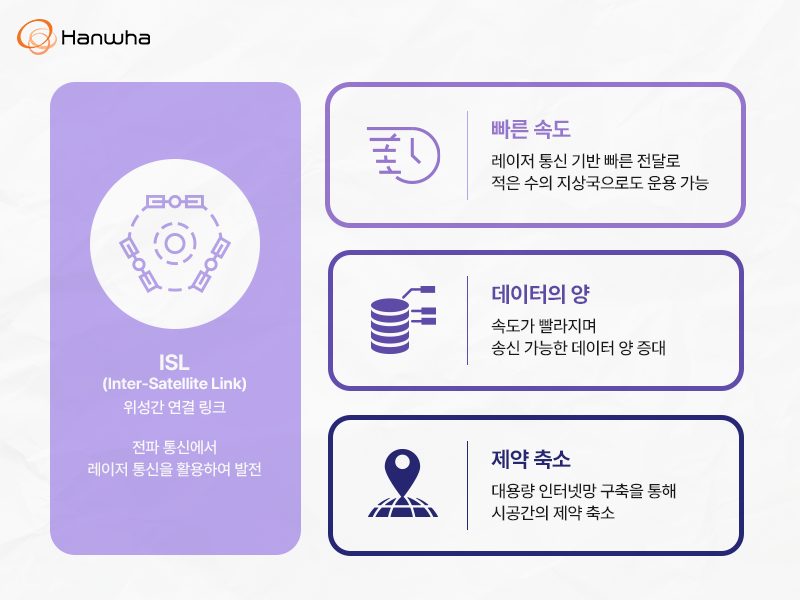 Hanwha
ISL
(Inter-Satellite Link)
위성간 연결 링크
전파 통신에서
레이저 통신을 활용하여 발전
빠른 속도
레이저 통신 기반 빠른 전달로
적은 수의 지상국으로도 운용 가능
데이터의 양
속도가 빨라지며
송신 가능한 데이터 양 증대
제약 축소
대용량 인터넷망 구축을 통해
시공간의 제약 축소